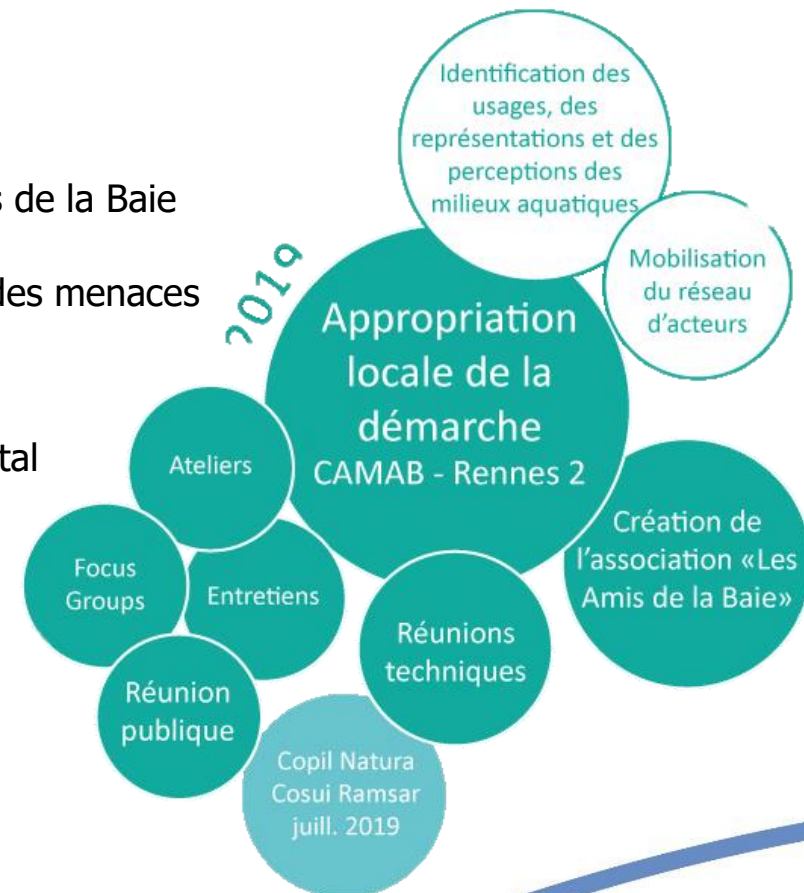 s de la Baie
des menaces
tal
2019
Identification des
usages, des
représentations et des
perceptions des
milieux aquatiques
Mobilisation
du réseau
d'acteurs
Appropriation
locale de la
démarche
CAMAB - Rennes 2
Ateliers
Focus
Groups
Entretiens
Création de
l'association «Les
Amis de la Baie»
Réunions
techniques
Réunion
publique
Copil Natura
Cosui Ramsar
juill. 2019